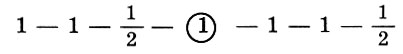 1 – 1 – 1/2 – ① – 1 – 1 – 1/2